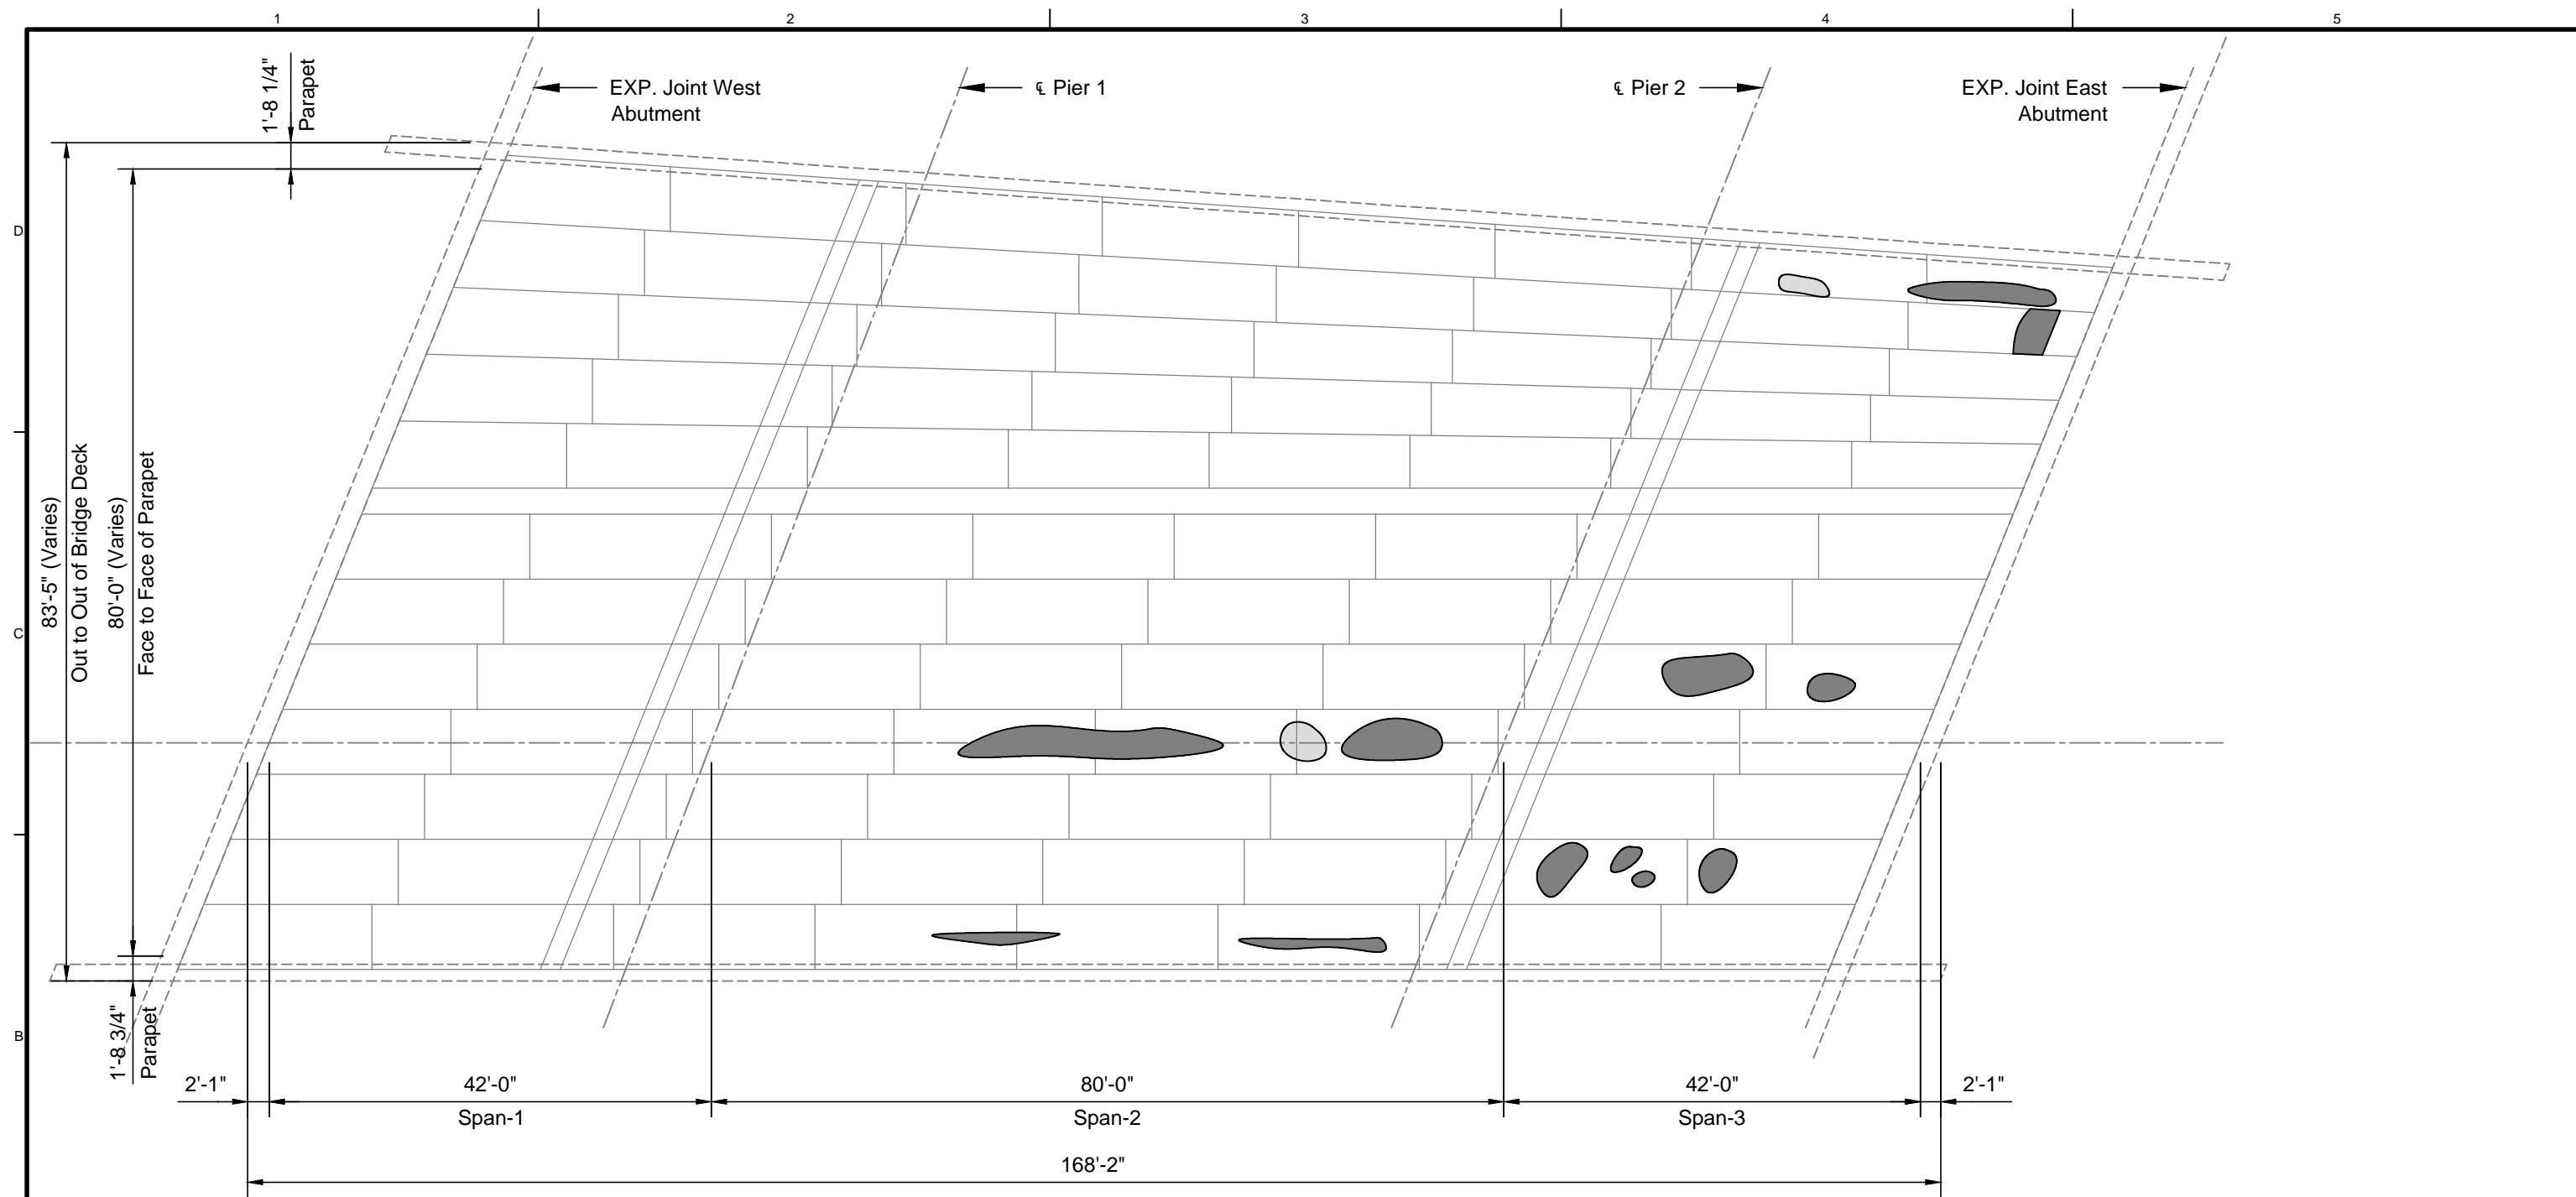 1
2
3
4
5
1'-8 1/4"
Parapet
EXP. Joint West
Abutment
℄ Pier 1
℄ Pier 2
EXP. Joint East
Abutment
D
C
B
83'-5" (Varies)
Out to Out of Bridge Deck
80'-0" (Varies)
Face to Face of Parapet
1'-8 3/4"
Parapet
2'-1"
42'-0"
80'-0"
42'-0"
2'-1"
Span-1
Span-2
Span-3
168'-2"